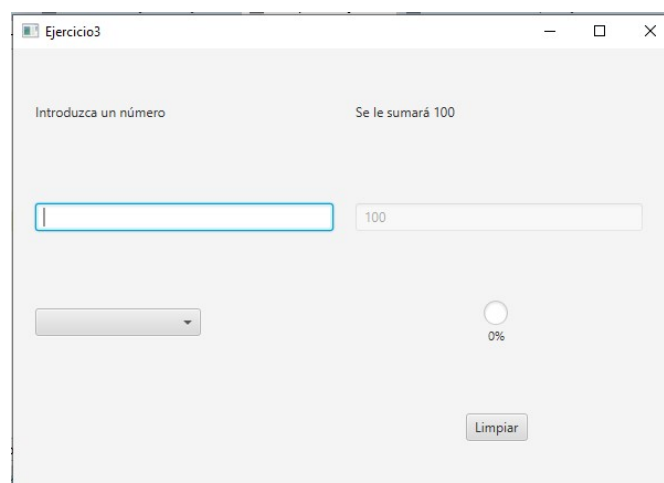 Ejercicio3
Introduzca un número
Se le sumará 100
100
0%
Limpiar